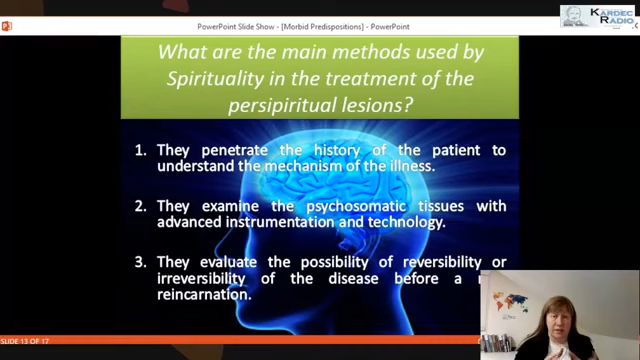 KARDEC
RADIO
PowerPoint Slide Show - [Morbid Predispositions] - PowerPoint
What are the main methods used by
Spirituality in the treatment of the
perispiritual lesions?
1. They penetrate the history of the patient to
understand the mechanism of the illness.
2. They examine the psychosomatic tissues with
advanced instrumentation and technology.
3. They evaluate the possibility of reversibility or
irreversibility of the disease before a
reincarnation.
SLIDE 13 OF 17